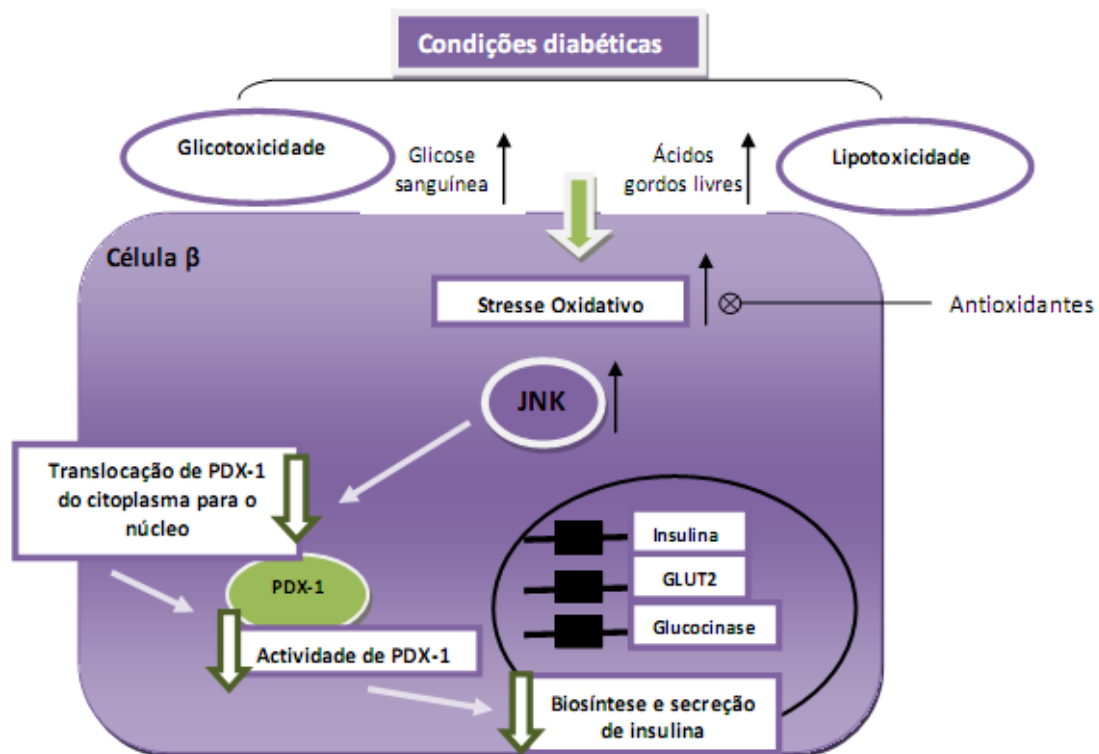 Condições diabéticas
Glicotoxicidade
Glicose
sanguínea
Ácidos
gordos livres
Lipotoxicidade
Célula β
Stresse Oxidativo
Antioxidantes
JNK
Translocação de PDX-1
do citoplasma para o
núcleo
PDX-1
Actividade de PDX-1
Insulina
GLUT2
Glucocinase
Biosíntese e secreção
de insulina